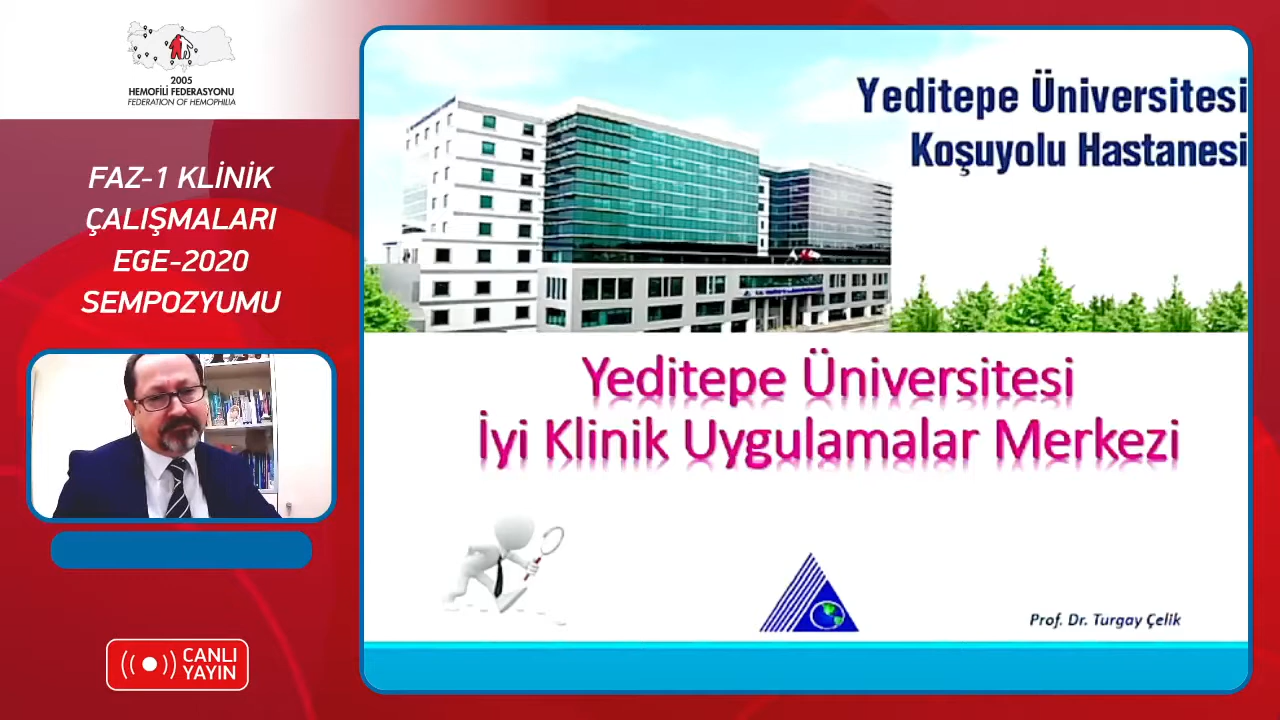 2005
HEMOFİLİ FEDERASYONU
FEDERATION OF HEMOPHILIA
FAZ-1 KLİNİK
ÇALIŞMALARI
EGE-2020
SEMPOZYUMU
CANLI
YAYIN
Yeditepe Üniversitesi
Koşuyolu Hastanesi
Yeditepe Üniversitesi
İyi Klinik Uygulamalar Merkezi
Prof. Dr. Turgay Çelik